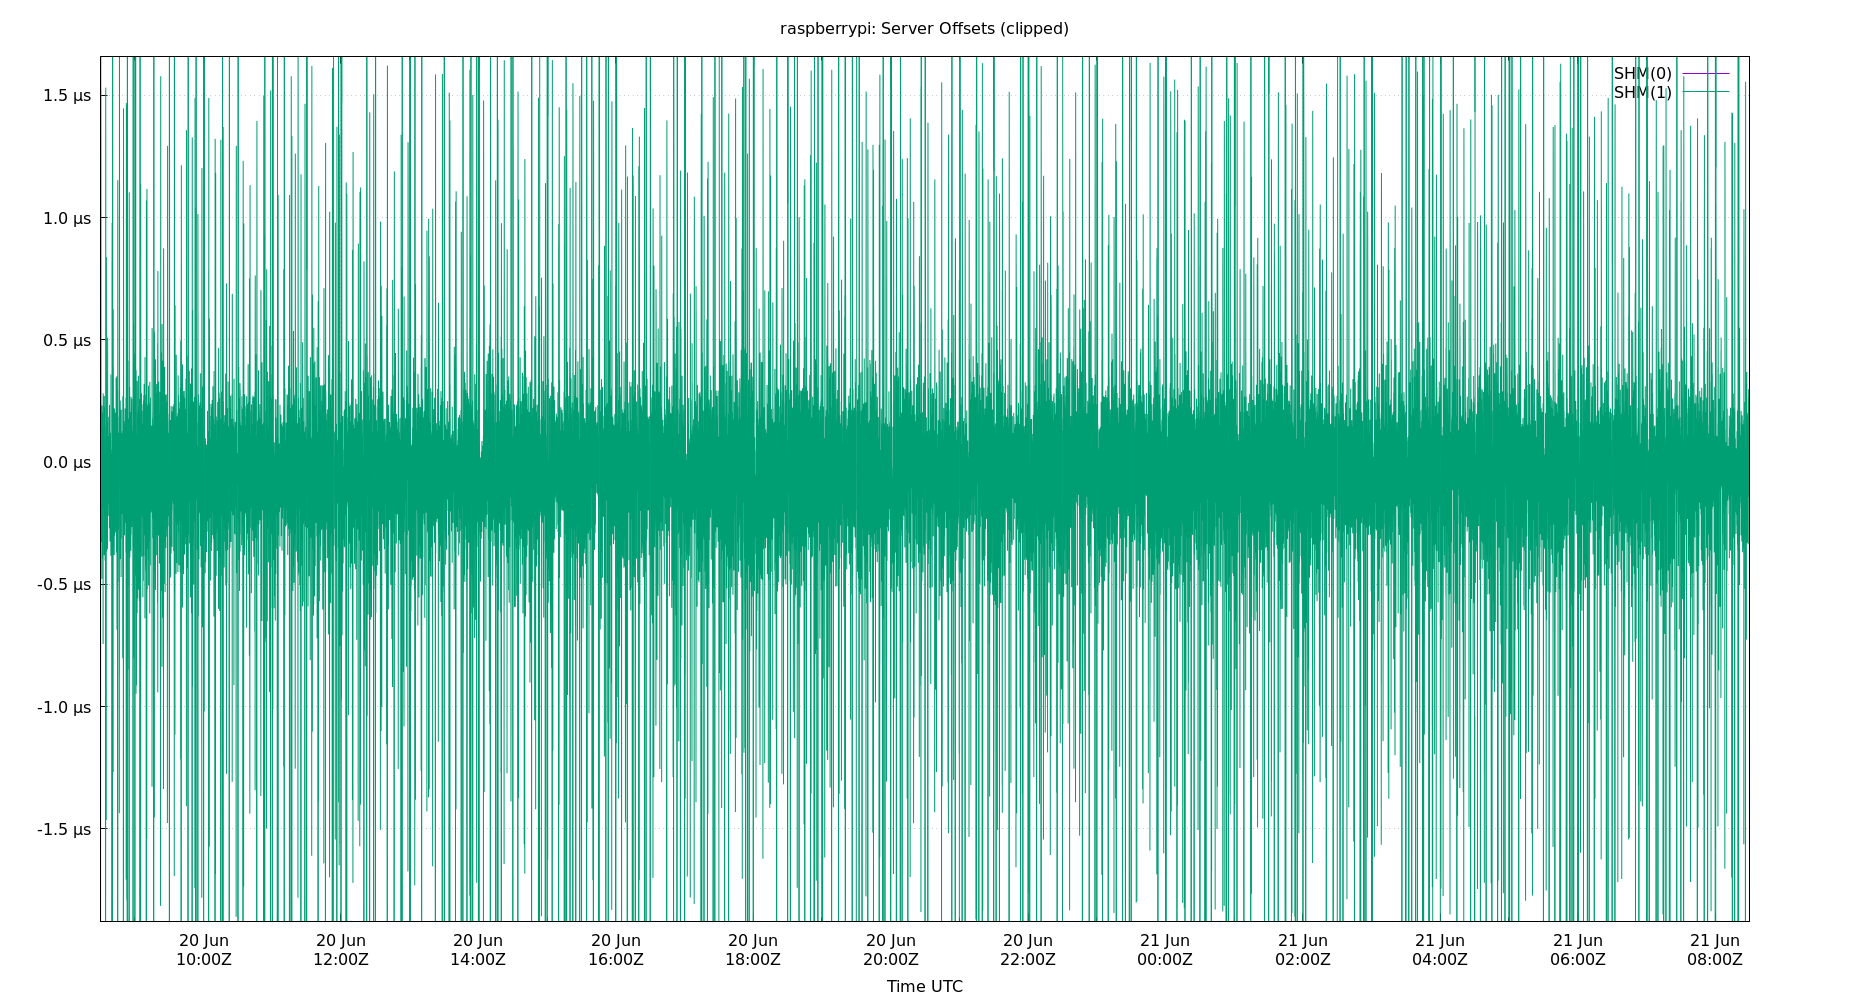 raspberrypi: Server Offsets (clipped)
SHM(0)
SHM(1)
1.5 µs
1.0 µs
0.5 µs
0.0 µs
-0.5 µs
-1.0 µs
-1.5 µs
20 Jun 20 Jun 20 Jun 20 Jun 20 Jun 20 Jun 20 Jun 21 Jun 21 Jun 21 Jun 21 Jun 21 Jun
10:00Z 12:00Z 14:00Z 16:00Z 18:00Z 20:00Z 22:00Z 00:00Z 02:00Z 04:00Z 06:00Z 08:00Z
Time UTC